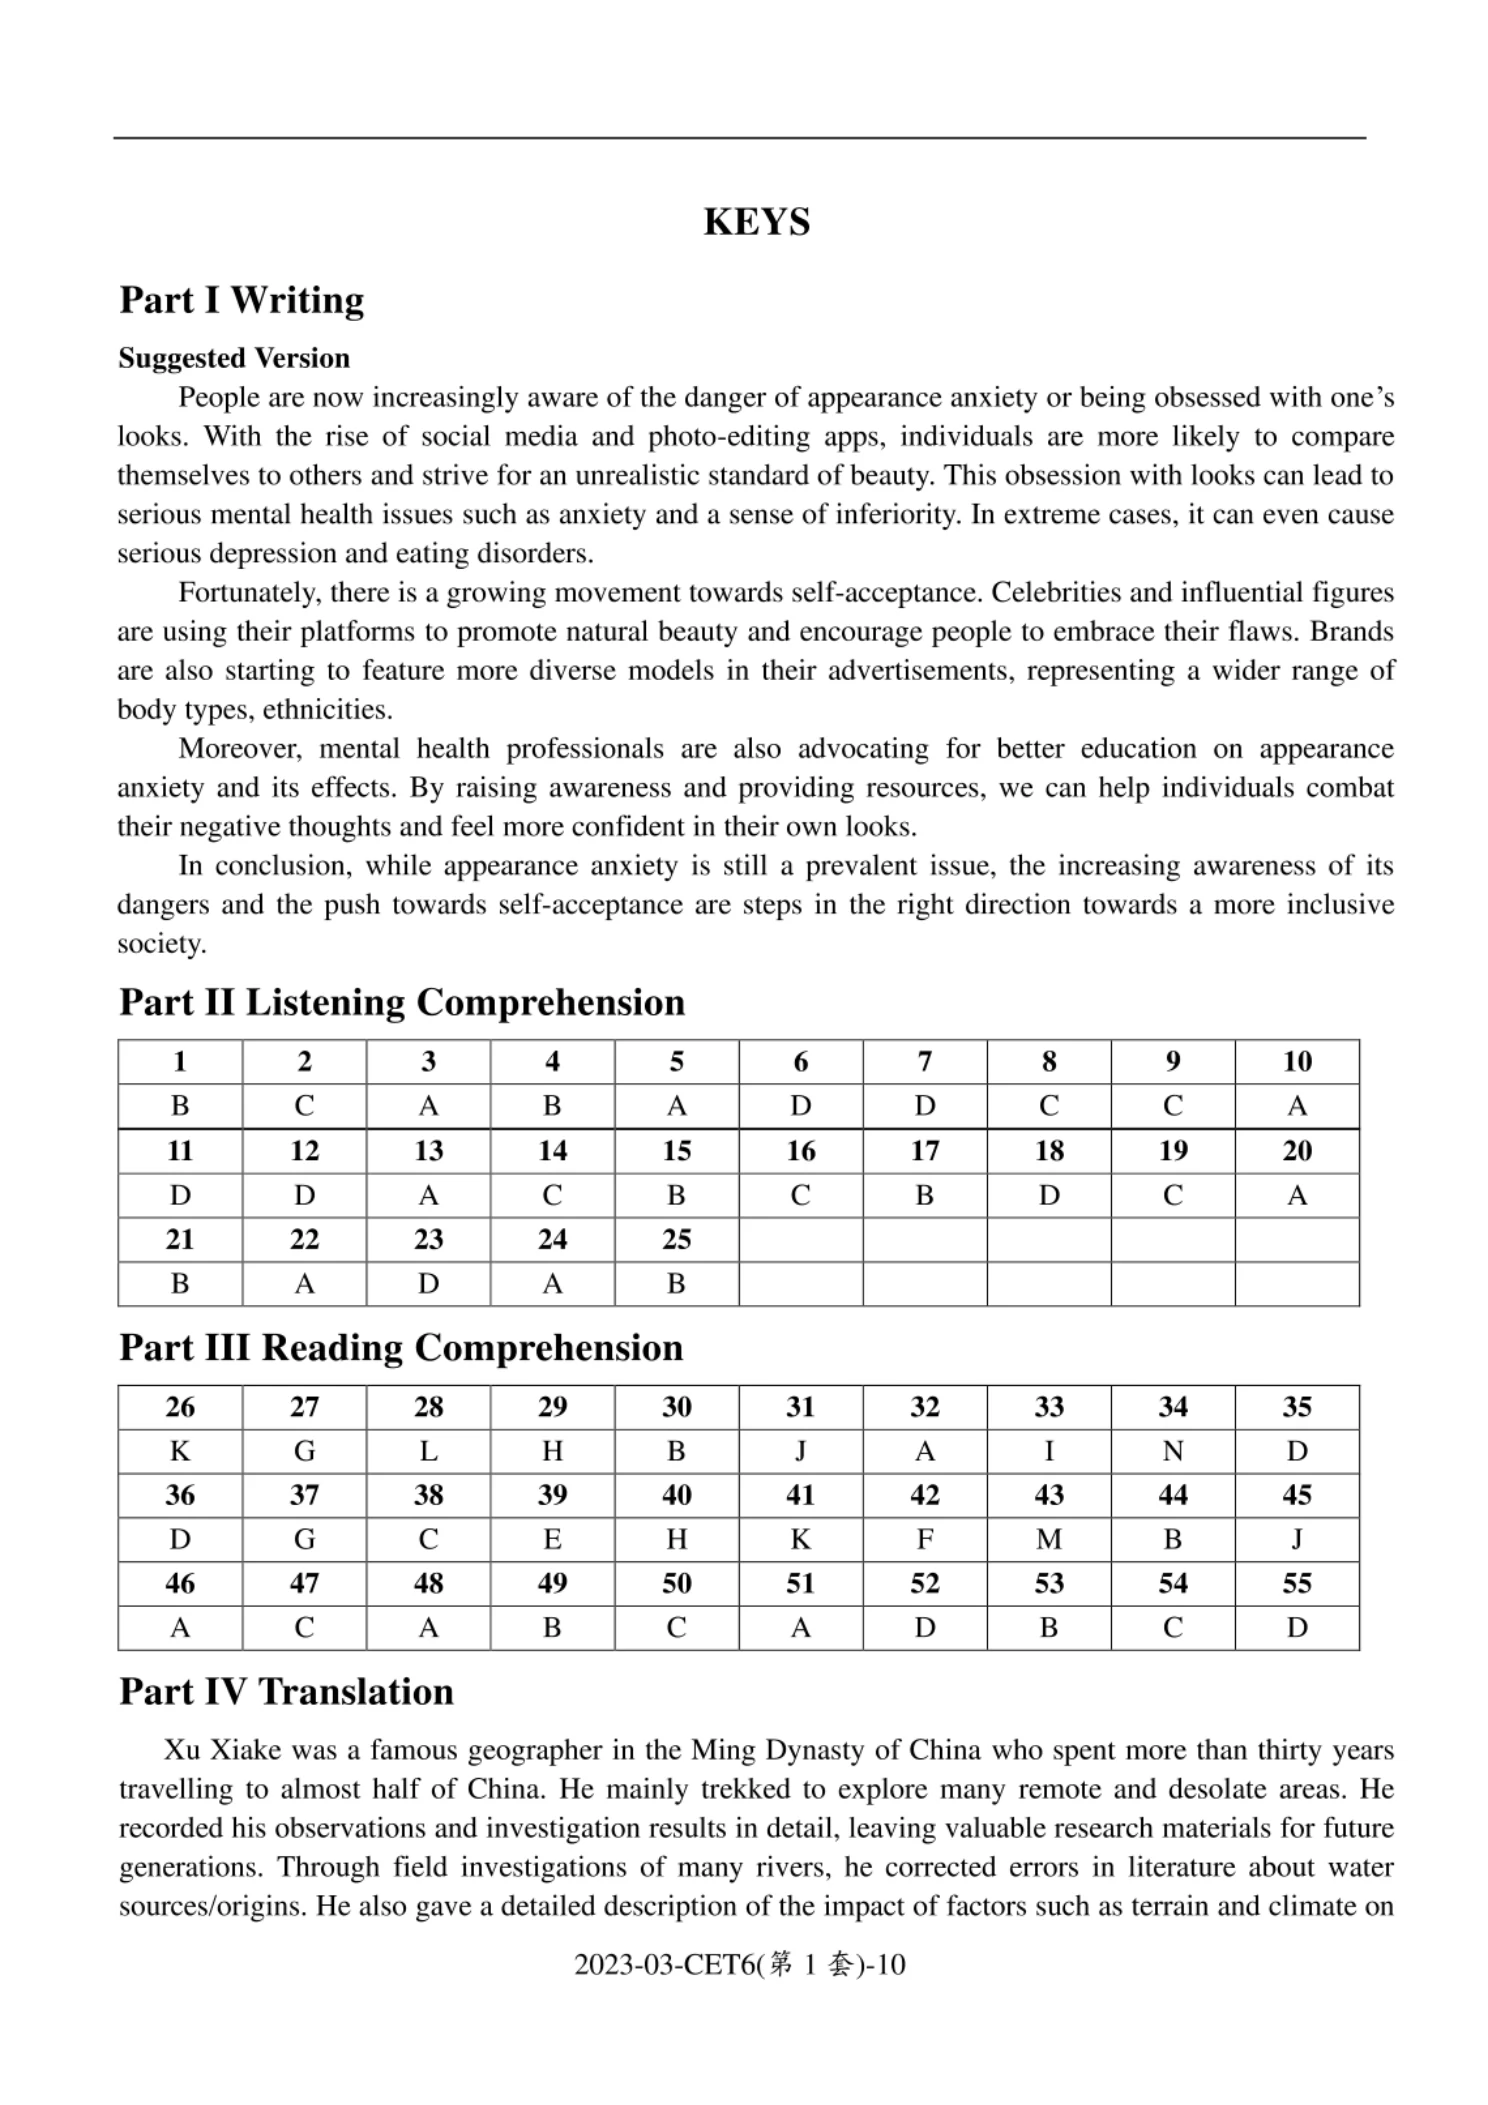 KEYS
Part I Writing
Suggested Version
People are now increasingly aware of the danger of appearance anxiety or being obsessed with one's
looks. With the rise of social media and photo-editing apps, individuals are more likely to compare
themselves to others and strive for an unrealistic standard of beauty. This obsession with looks can lead to
serious mental health issues such as anxiety and a sense of inferiority. In extreme cases, it can even cause
serious depression and eating disorders.
Fortunately, there is a growing movement towards self-acceptance. Celebrities and influential figures
are using their platforms to promote natural beauty and encourage people to embrace their flaws. Brands
are also starting to feature more diverse models in their advertisements, representing a wider range of
body types, ethnicities.
Moreover, mental health professionals are also advocating for better education on appearance
anxiety and its effects. By raising awareness and providing resources, we can help individuals combat
their negative thoughts and feel more confident in their own looks.
In conclusion, while appearance anxiety is still a prevalent issue, the increasing awareness of its
dangers and the push towards self-acceptance are steps in the right direction towards a more inclusive
society.
Part II Listening Comprehension
1 2 3 4 5 6 7 8 9 10
B C A B A D D C C A
11 12 13 14 15 16 17 18 19 20
D D A C B C B D C A
21 22 23 24 25
B A D A B
Part III Reading Comprehension
26 27 28 29 30 31 32 33 34 35
K G L H B J A I N D
36 37 38 39 40 41 42 43 44 45
D G C E H K F M B J
46 47 48 49 50 51 52 53 54 55
A C A B C A D B C D
Part IV Translation
Xu Xiake was a famous geographer in the Ming Dynasty of China who spent more than thirty years
travelling to almost half of China. He mainly trekked to explore many remote and desolate areas. He
recorded his observations and investigation results in detail, leaving valuable research materials for future
generations. Through field investigations of many rivers, he corrected errors in literature about water
sources/origins. He also gave a detailed description of the impact of factors such as terrain and climate on
2023-03-CET6(第 1 套)-10